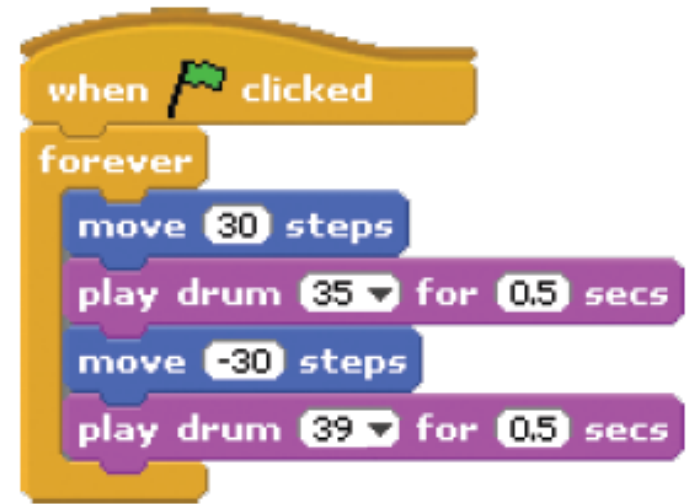 when clicked
forever
move 30 steps
play drum 35 for 0.5 secs
move -30 steps
play drum 39 for 0.5 secs